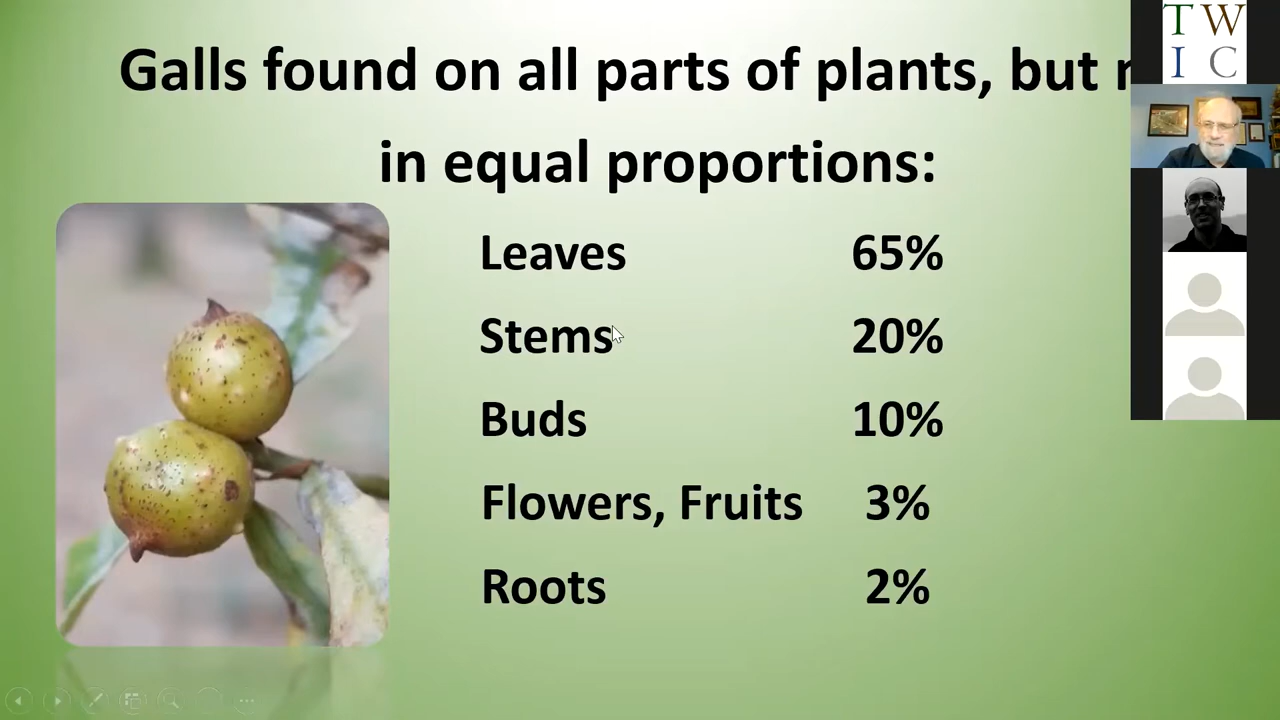 Galls found on all parts of plants, but
in equal proportions:
Leaves 65%
Stems 20%
Buds 10%
Flowers, Fruits 3%
Roots 2%
T W
I C